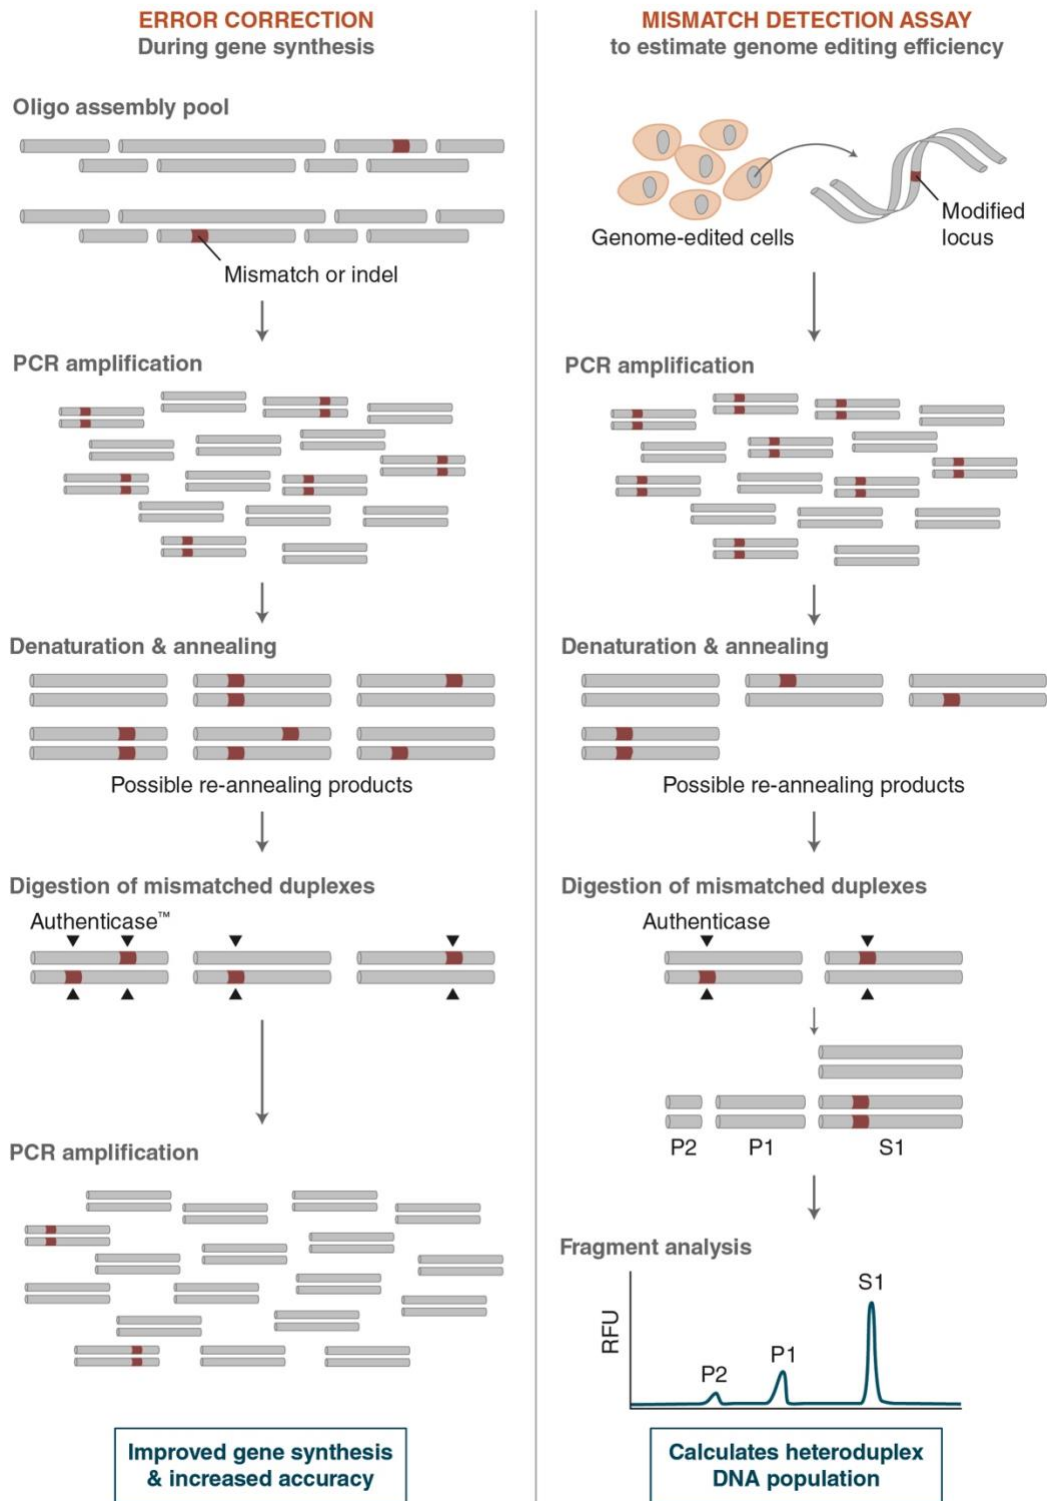 ERROR CORRECTION
During gene synthesis
Oligo assembly pool
Mismatch or indel
PCR amplification
Denaturation & annealing
Possible re-annealing products
Digestion of mismatched duplexes
Authenticase™
PCR amplification
Improved gene synthesis
& increased accuracy
MISMATCH DETECTION ASSAY
to estimate genome editing efficiency
Genome-edited cells
Modified
locus
PCR amplification
Denaturation & annealing
Possible re-annealing products
Digestion of mismatched duplexes
Authenticase
P2 P1 S1
Fragment analysis
RFU
P2 P1 S1
Calculates heteroduplex
DNA population